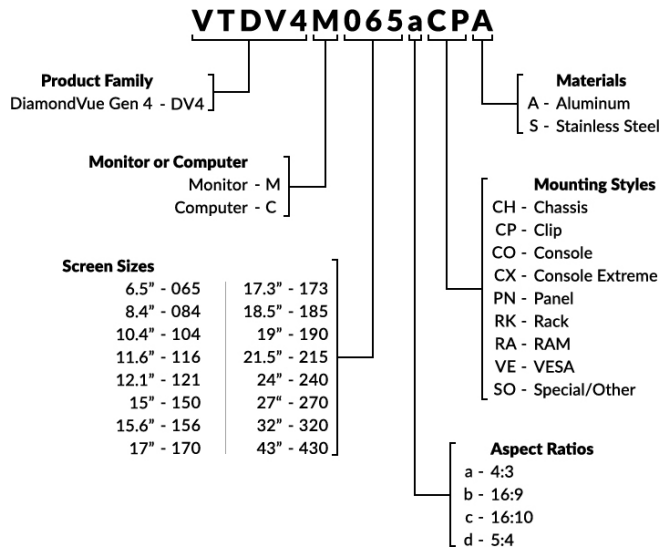 VTDV4M065aCPA
Product Family
DiamondVue Gen 4 - DV4
Monitor or Computer
Monitor - M
Computer - C
Screen Sizes
6.5” - 065
8.4” - 084
10.4” - 104
11.6” - 116
12.1” - 121
15” - 150
15.6” - 156
17” - 170
17.3” - 173
18.5” - 185
19” - 190
21.5” - 215
24” - 240
27“ - 270
32” - 320
43” - 430
Materials
A - Aluminum
S - Stainless Steel
Mounting Styles
CH - Chassis
CP - Clip
CO - Console
CX - Console Extreme
PN - Panel
RK - Rack
RA - RAM
VE - VESA
SO - Special/Other
Aspect Ratios
a - 4:3
b - 16:9
c - 16:10
d - 5:4